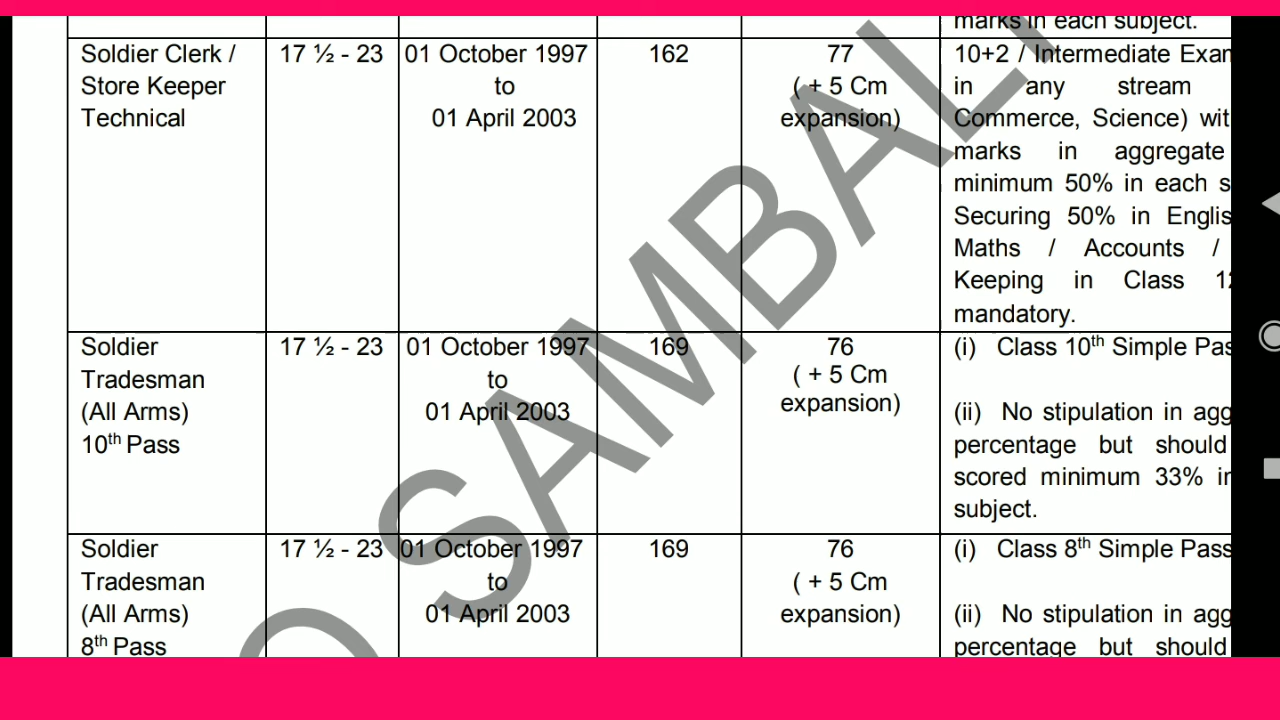 marks in each subject.
Soldier Clerk /
Store Keeper
Technical
17 ½ - 23
01 October 1997
to
01 April 2003
162
77
( + 5 Cm
expansion)
10+2 / Intermediate Exam
in any stream
Commerce, Science) wit
marks in aggregate
minimum 50% in each s
Securing 50% in Englis
Maths / Accounts /
Keeping in Class 12
mandatory.
Soldier
Tradesman
(All Arms)
10th Pass
17 ½ - 23
01 October 1997
to
01 April 2003
169
76
( + 5 Cm
expansion)
(i) Class 10th Simple Pas
(ii) No stipulation in agg
percentage but should
scored minimum 33% in
subject.
Soldier
Tradesman
(All Arms)
8th Pass
17 ½ - 23
01 October 1997
to
01 April 2003
169
76
( + 5 Cm
expansion)
(i) Class 8th Simple Pass
(ii) No stipulation in agg
percentage but should
O SAMBAL